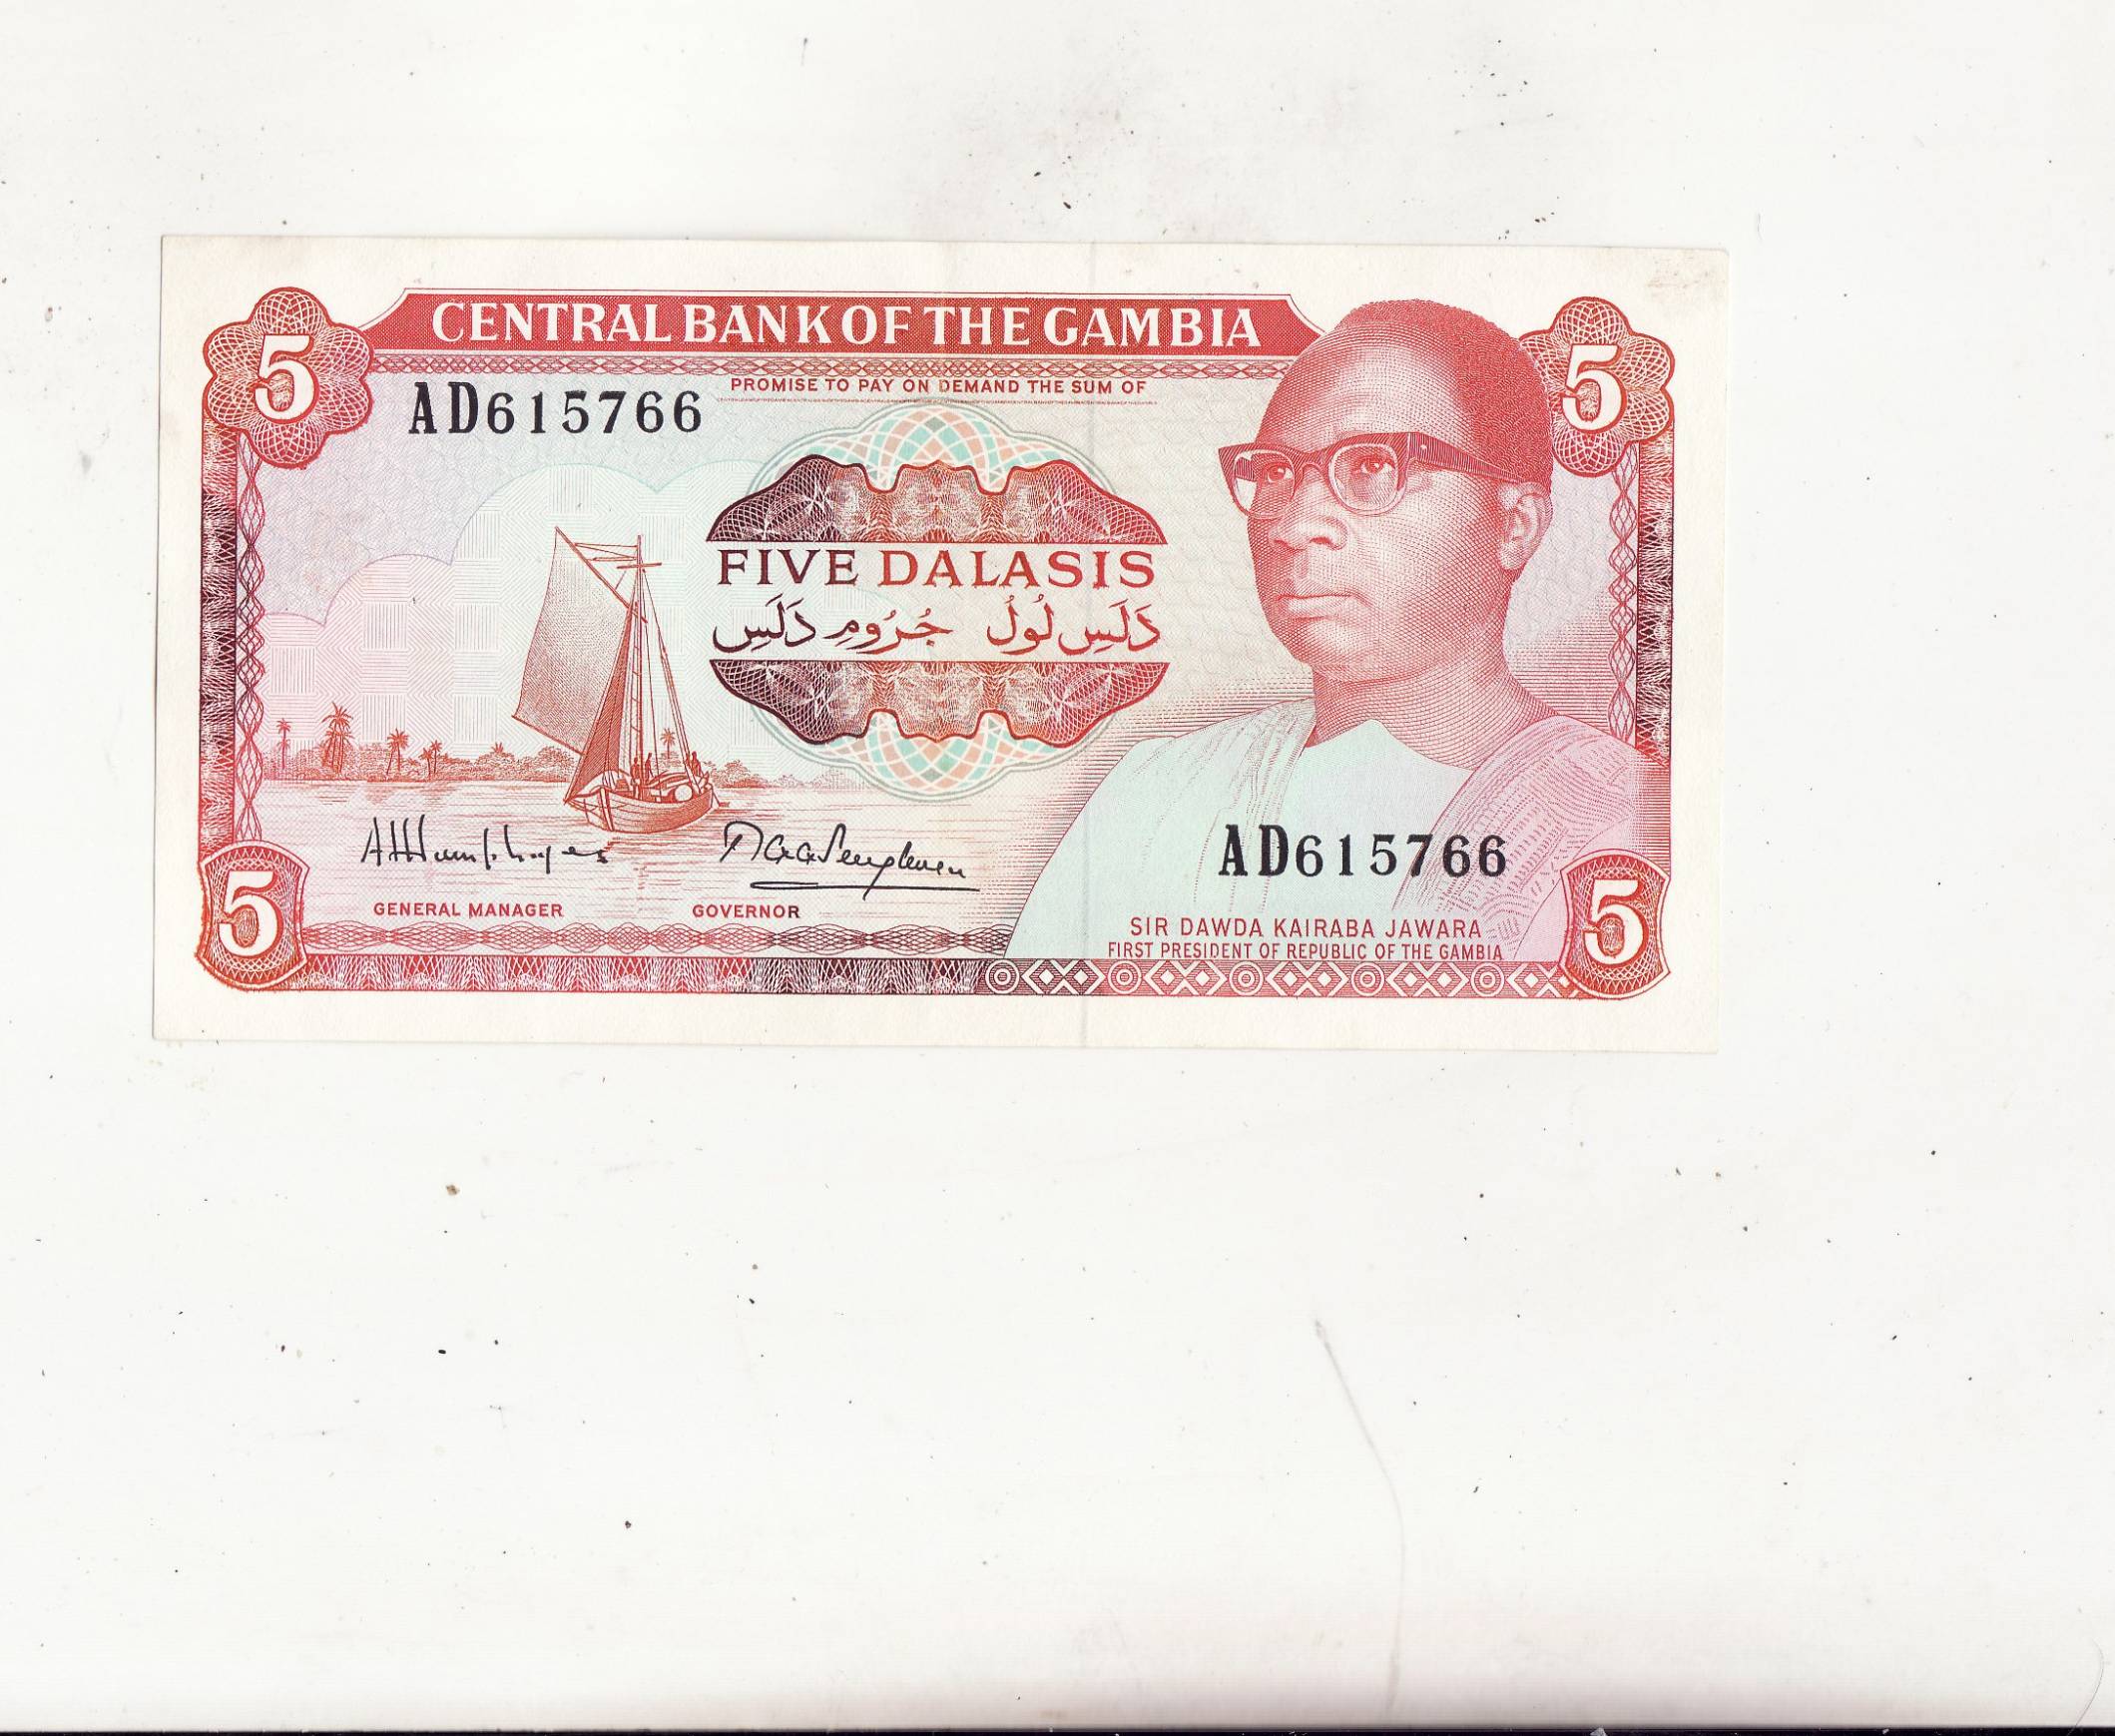 CENTRAL BANK OF THE GAMBIA
5
5
PROMISE TO PAY ON DEMAND THE SUM OF
AD615766
FIVE DALASIS
دَلَسِ لُولُ جُرُومِ دَلَسِ
AD615766
GENERAL MANAGER
GOVERNOR
SIR DAWDA KAIRABA JAWARA
FIRST PRESIDENT OF REPUBLIC OF THE GAMBIA
5
5